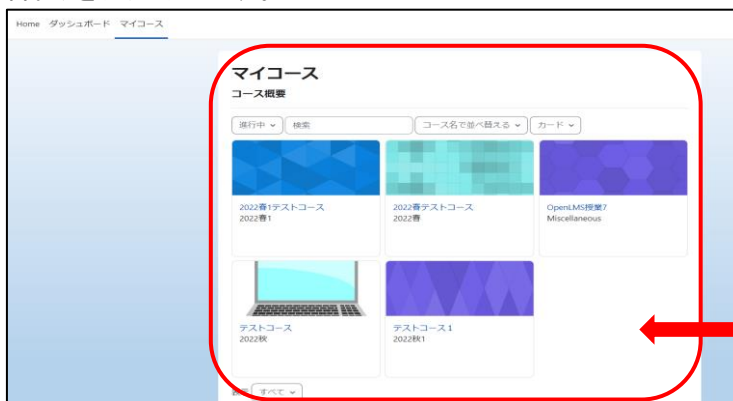 Home ダッシュボード マイコース
マイコース
コース概要
進行中 検索 コース名で並べ替える カード
2022春1テストコース
2022春1
2022春テストコース
2022春
OpenLMS授業7
Miscellaneous
テストコース
2022秋
テストコース1
2022秋1
すべて